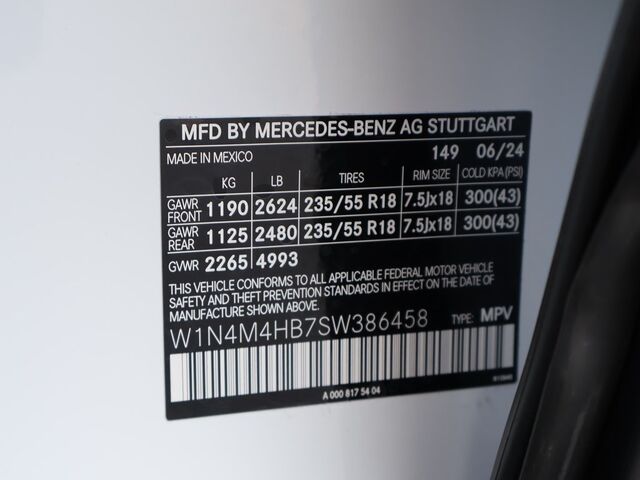 MFD BY MERCEDES-BENZ AG STUTTGART
MADE IN MEXICO 149 06/24
KG LB TIRES RIM SIZE COLD KPA(PSI)
GAWR FRONT 1190 2624 235/55 R18 7.5Jx18 300(43)
GAWR REAR 1125 2480 235/55 R18 7.5Jx18 300(43)
GVWR 2265 4993
THIS VEHICLE CONFORMS TO ALL APPLICABLE FEDERAL MOTOR VEHICLE
SAFETY AND THEFT PREVENTION STANDARDS IN EFFECT ON THE DATE OF
MANUFACTURE SHOWN ABOVE.
W1N4M4HB7SW386458 TYPE: MPV
A 000 817 54 04